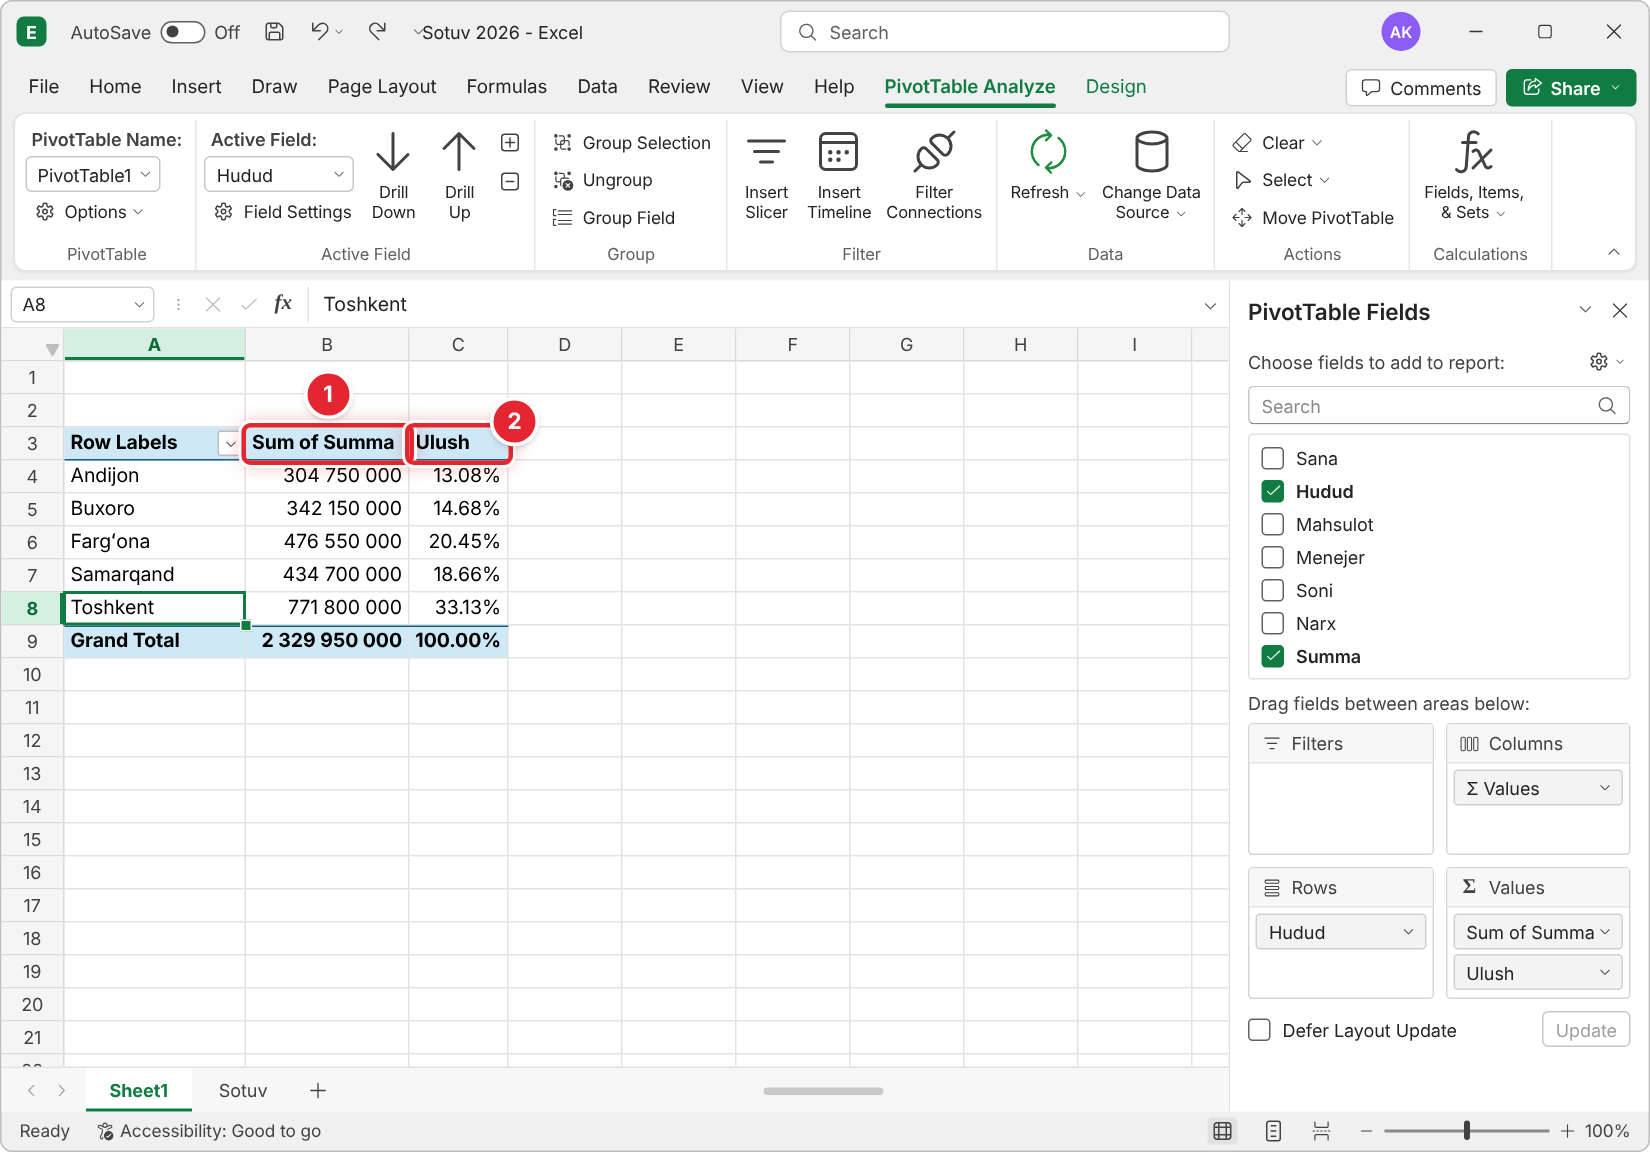 E AutoSave Off Sotuv 2026 - Excel Search AK
File Home Insert Draw Page Layout Formulas Data Review View Help PivotTable Analyze Design Comments Share
PivotTable Name:
PivotTable1
Options
PivotTable
Active Field:
Hudud
Field Settings
Drill Down
Drill Up
Active Field
Group Selection
Ungroup
Group Field
Group
Insert Slicer
Insert Timeline
Filter Connections
Filter
Refresh
Change Data Source
Data
Clear
Select
Move PivotTable
Actions
fx
Fields, Items, & Sets
Calculations
A8 fx Toshkent
A B C D E F G H I
1
2
1
2
3 Row Labels Sum of Summa Ulush
4 Andijon 304 750 000 13.08%
5 Buxoro 342 150 000 14.68%
6 Fargʻona 476 550 000 20.45%
7 Samarqand 434 700 000 18.66%
8 Toshkent 771 800 000 33.13%
9 Grand Total 2 329 950 000 100.00%
10
11
12
13
14
15
16
17
18
19
20
21
PivotTable Fields
Choose fields to add to report:
Search
Sana
Hudud
Mahsulot
Menejer
Soni
Narx
Summa
Drag fields between areas below:
Filters
Columns
Σ Values
Rows
Hudud
Σ Values
Sum of Summa
Ulush
Defer Layout Update Update
Sheet1 Sotuv
Ready Accessibility: Good to go 100%